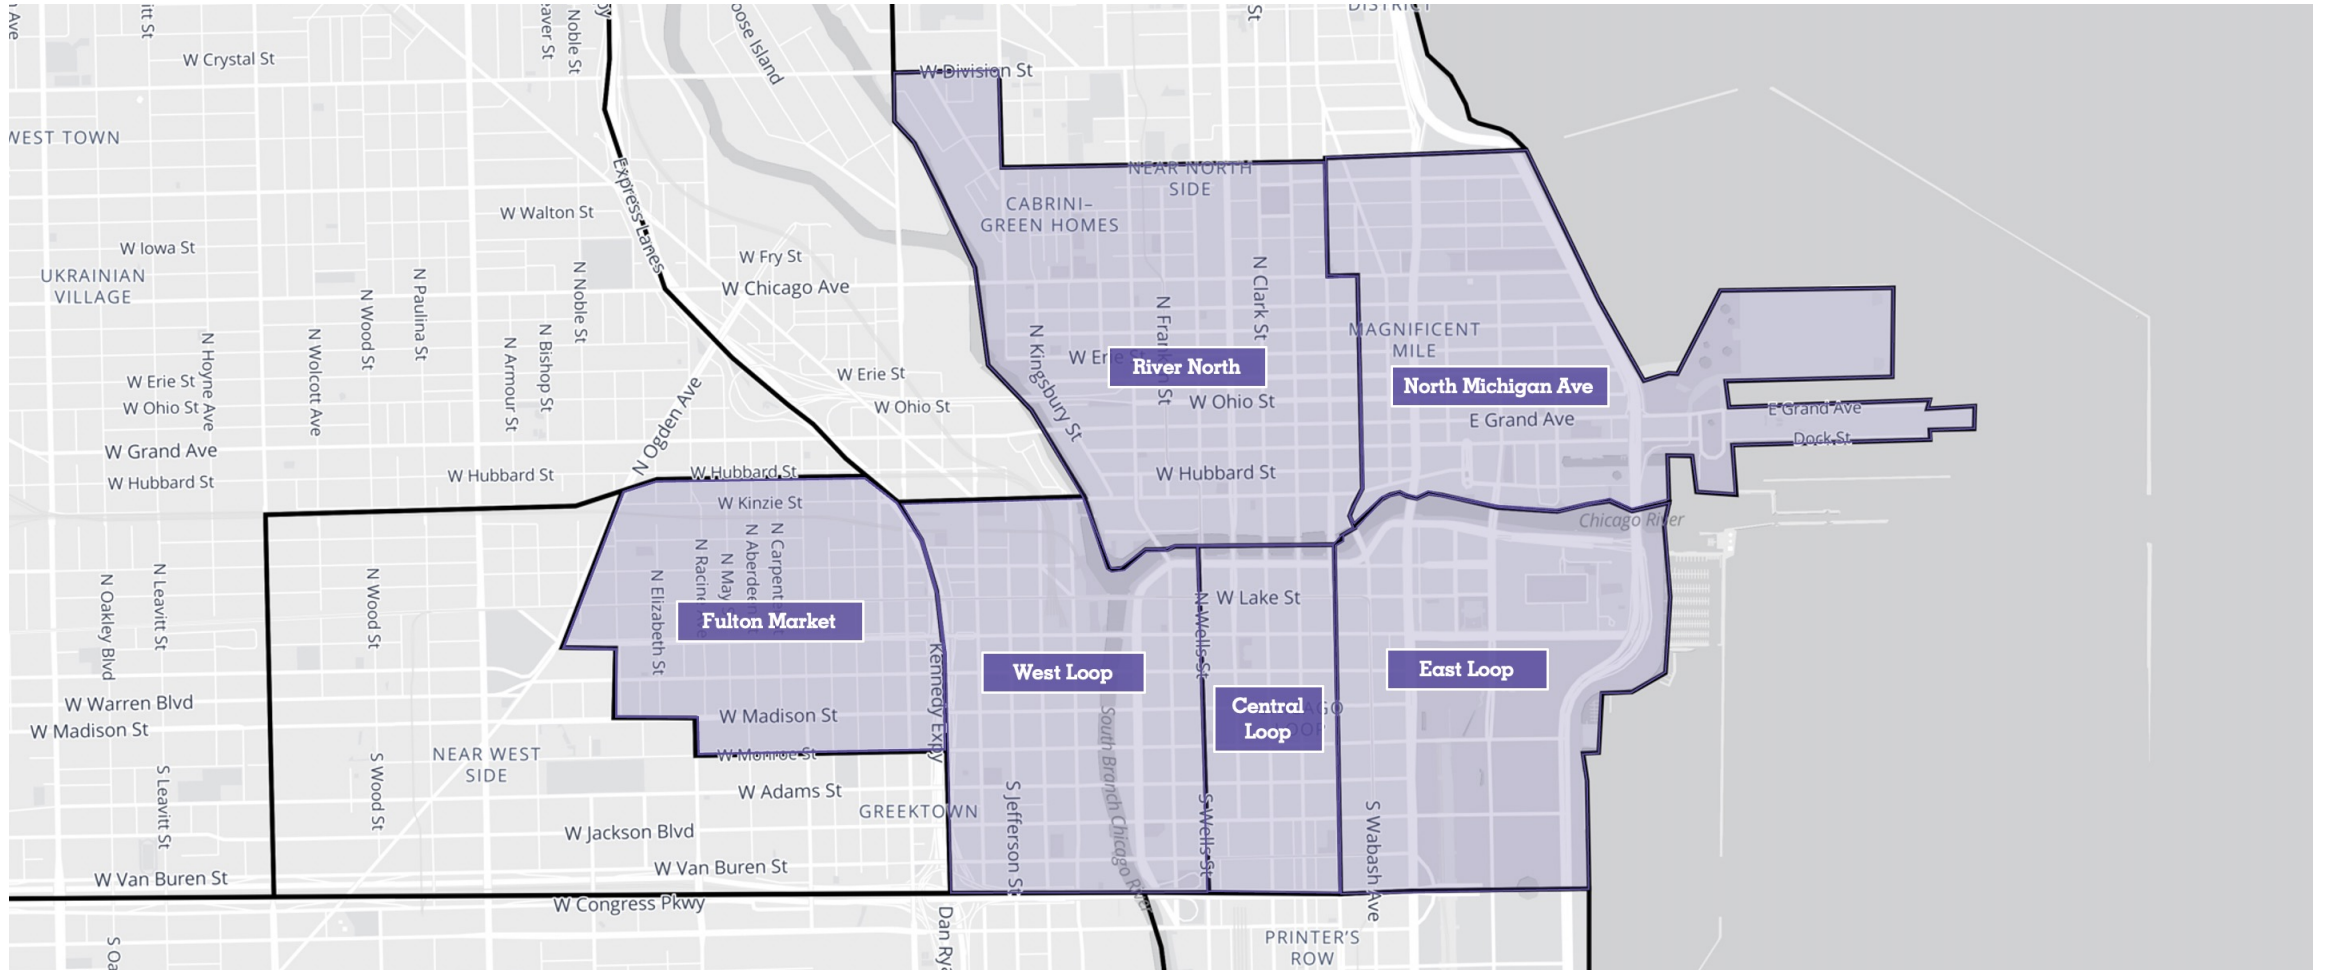 DISTRICT
W Crystal St
Noble St
W Division St
WEST TOWN
NEAR NORTH
SIDE
CABRINI–
GREEN HOMES
Express Lanes
W Walton St
W Iowa St
W Fry St
W Chicago Ave
UKRAINIAN
VILLAGE
N Paulina St
N Noble St
N Clark St
N Wood St
N Hoyne Ave
N Wolcott Ave
N Armour St
N Bishop St
N Kingsbury St
MAGNIFICENT
MILE
River North
North Michigan Ave
W Erie St
W Ohio St
W Erie St
W Ohio St
W Ohio St
E Grand Ave
E Grand Ave
Dock St
N Ogden Ave
W Grand Ave
W Hubbard St
W Hubbard St
W Hubbard St
W Hubbard St
W Kinzie St
Chicago River
N Oakley Blvd
N Leavitt St
N Wood St
N Elizabeth St
N May
Fulton Market
W Lake St
N Wells St
Kennedy Expy
West Loop
East Loop
Central
Loop
W Warren Blvd
W Madison St
W Madison St
W Monroe St
NEAR WEST
SIDE
S Leavitt St
S Wood St
W Adams St
GREEKTOWN
S Jefferson St
South Branch Chicago River
S Wells St
S Wabash Ave
W Jackson Blvd
W Van Buren St
W Van Buren St
W Congress Pkwy
PRINTER'S
ROW